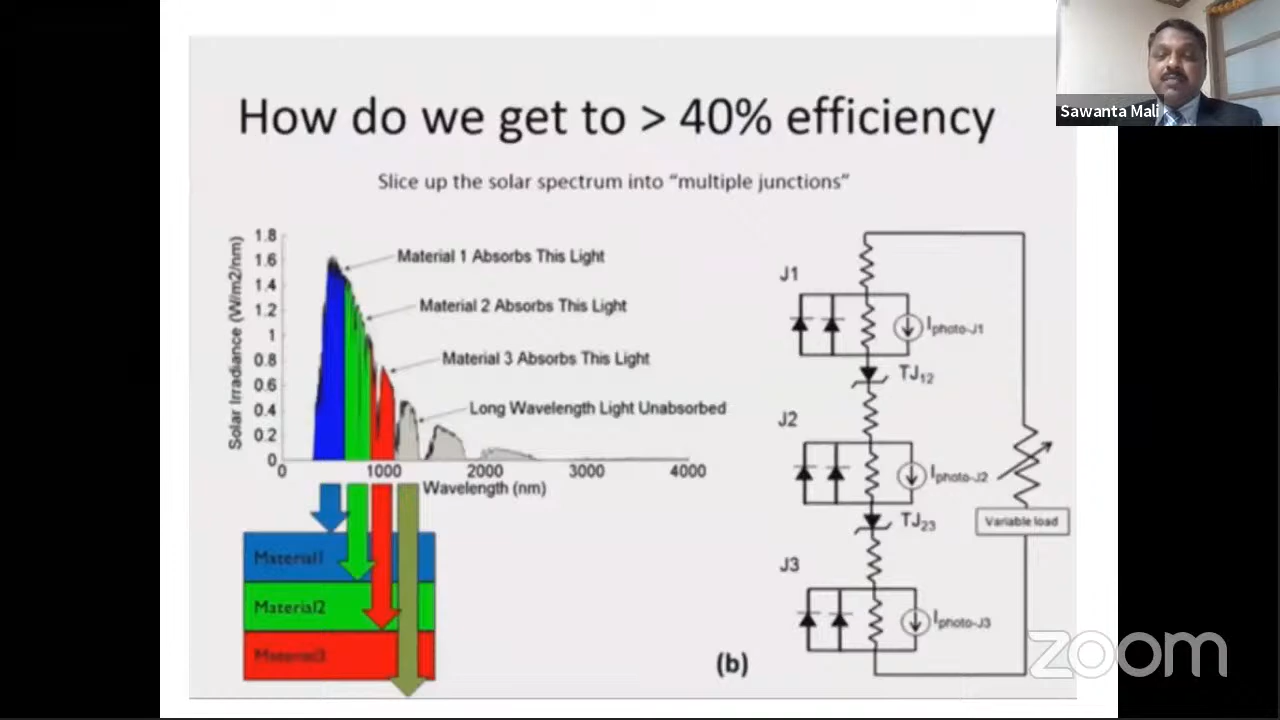 Sawanta Mali
How do we get to > 40% efficiency
Slice up the solar spectrum into “multiple junctions”
Solar Irradiance (W/m2/nm)
1.8
1.6
1.4
1.2
1
0.8
0.6
0.4
0.2
0
Material 1 Absorbs This Light
Material 2 Absorbs This Light
Material 3 Absorbs This Light
Long Wavelength Light Unabsorbed
0 1000 2000 3000 4000
Wavelength (nm)
Material1
Material2
Material3
J1
Iphoto-J1
TJ12
J2
Iphoto-J2
TJ23
Variable load
J3
Iphoto-J3
(b)
zoom